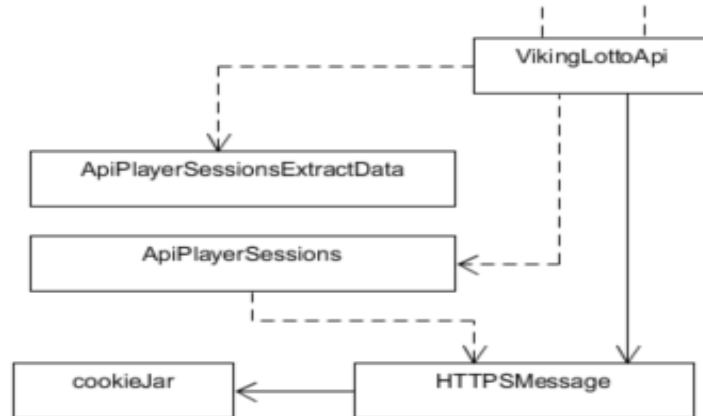 VikingLottoApi
ApiPlayerSessionsExtractData
ApiPlayerSessions
cookieJar
HTTPSMessage